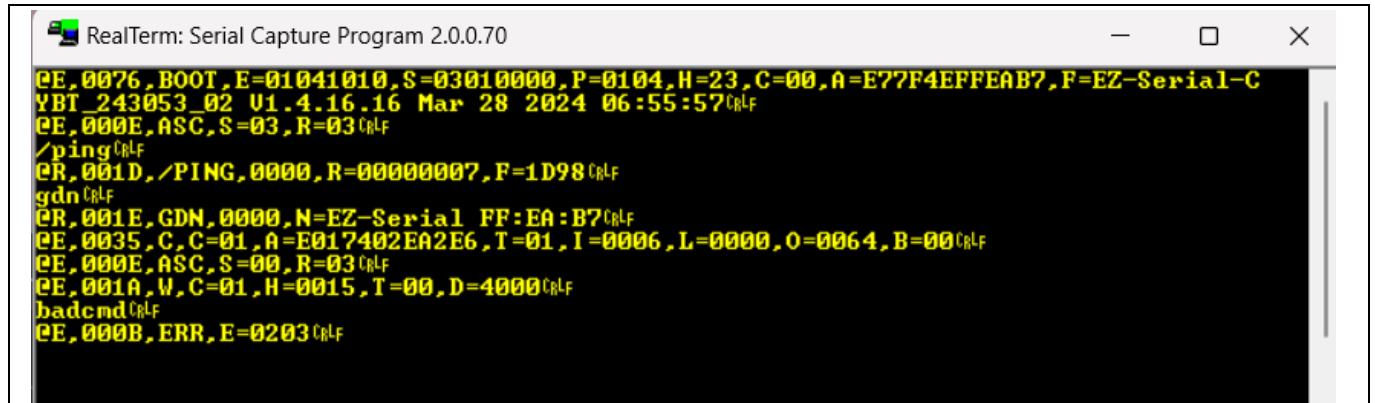 RealTerm: Serial Capture Program 2.0.0.70
@E,0076,BOOT,E=01041010,S=03010000,P=0104,H=23,C=00,A=E77F4EFFEAB7,F=EZ-Serial-C
YBT_243053_02 V1.4.16.16 Mar 28 2024 06:55:57CRLF
@E,000E,ASC,S=03,R=03CRLF
/pingCRLF
@R,001D,/PING,0000,R=00000007,F=1D98CRLF
gdnCRLF
@R,001E,GDN,0000,N=EZ-Serial FF:EA:B7CRLF
@E,0035,C,C=01,A=E017402EA2E6,T=01,I=0006,L=0000,O=0064,B=00CRLF
@E,000E,ASC,S=00,R=03CRLF
@E,001A,W,C=01,H=0015,T=00,D=4000CRLF
badcmdCRLF
@E,000B,ERR,E=0203CRLF